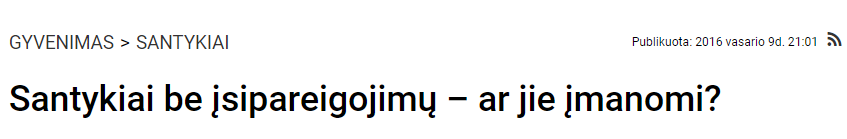 GYVENIMAS > SANTYKIAI
Publikuota: 2016 vasario 9d. 21:01
Santykiai be įsipareigojimų – ar jie įmanomi?